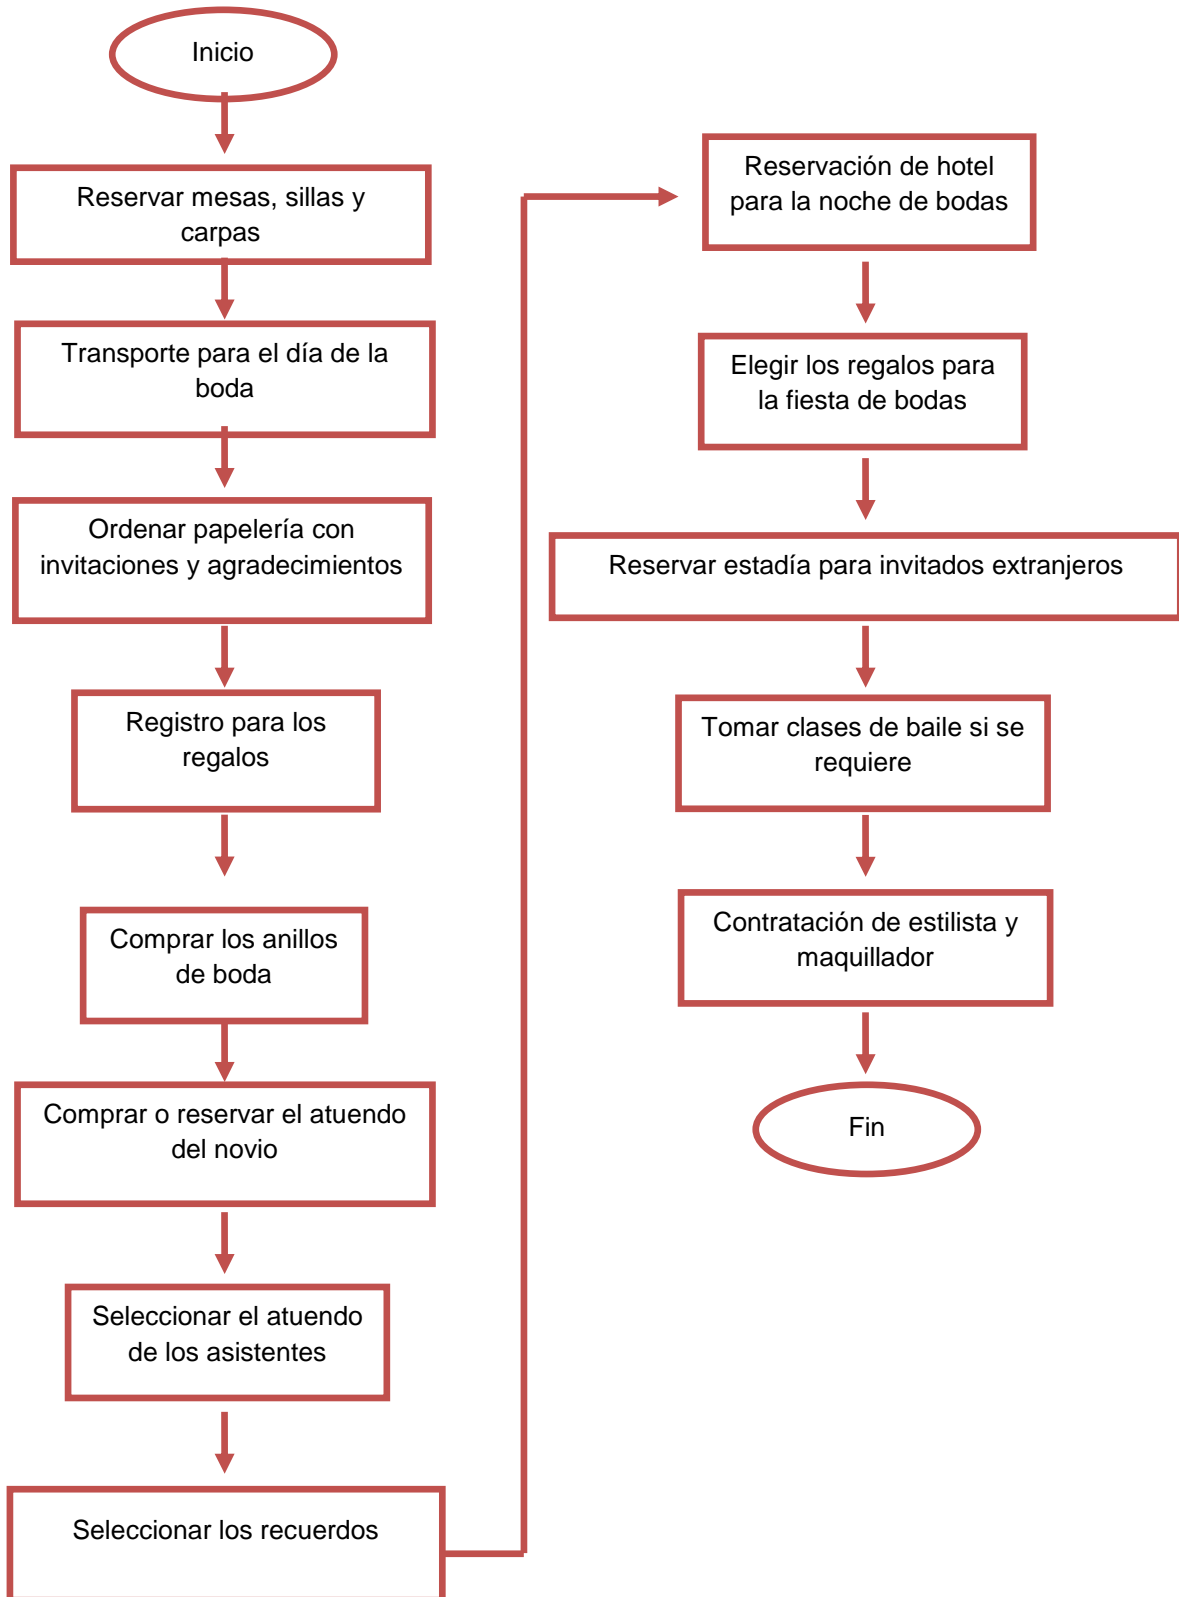 Inicio
Reservar mesas, sillas y
carpas
Transporte para el día de la
boda
Ordenar papelería con
invitaciones y agradecimientos
Registro para los
regalos
Comprar los anillos
de boda
Comprar o reservar el atuendo
del novio
Seleccionar el atuendo
de los asistentes
Seleccionar los recuerdos
Reservación de hotel
para la noche de bodas
Elegir los regalos para
la fiesta de bodas
Reservar estadía para invitados extranjeros
Tomar clases de baile si se
requiere
Contratación de estilista y
maquillador
Fin